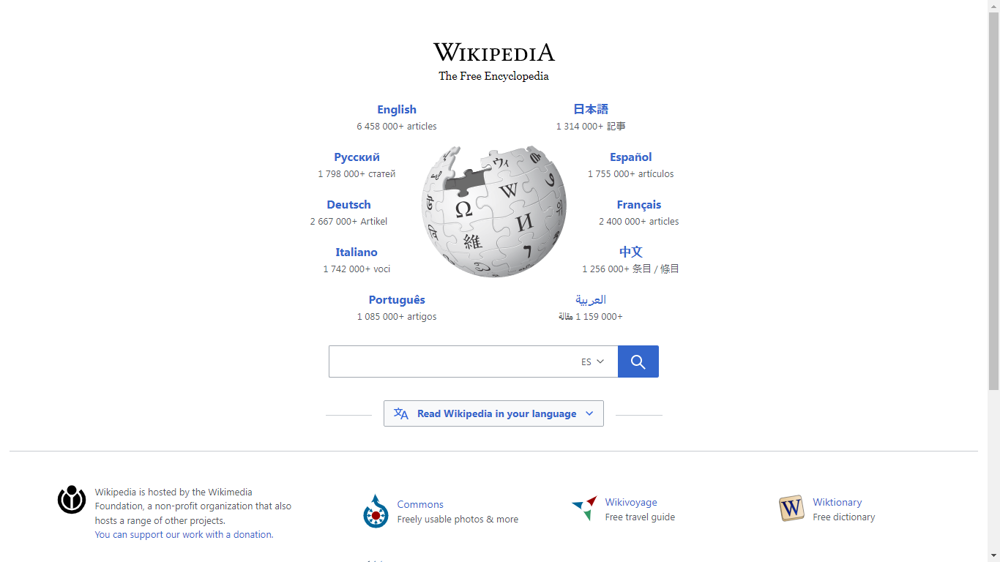 WIKIPEDIA
The Free Encyclopedia
English
6 458 000+ articles
日本語
1 314 000+ 記事
Русский
1 798 000+ статей
Español
1 755 000+ artículos
Deutsch
2 667 000+ Artikel
Français
2 400 000+ articles
Italiano
1 742 000+ voci
中文
1 256 000+ 条目 / 條目
Português
1 085 000+ artigos
العربية
1 159 000+ مقالة
Ω
W
И
維
ウィ
7
ES
Read Wikipedia in your language
Wikipedia is hosted by the Wikimedia
Foundation, a non-profit organization that also
hosts a range of other projects.
You can support our work with a donation.
Commons
Freely usable photos & more
Wikivoyage
Free travel guide
W
Wiktionary
Free dictionary